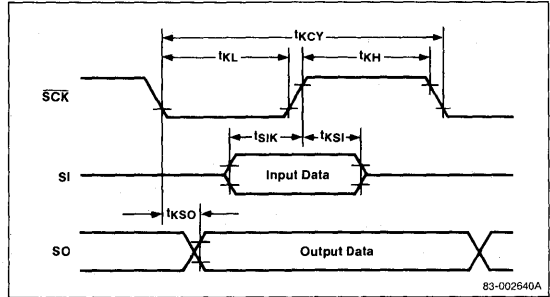 tKCY
tKL
tKH
SCK
tSIK
tKSI
SI
Input Data
tKSO
SO
Output Data
83-002640A